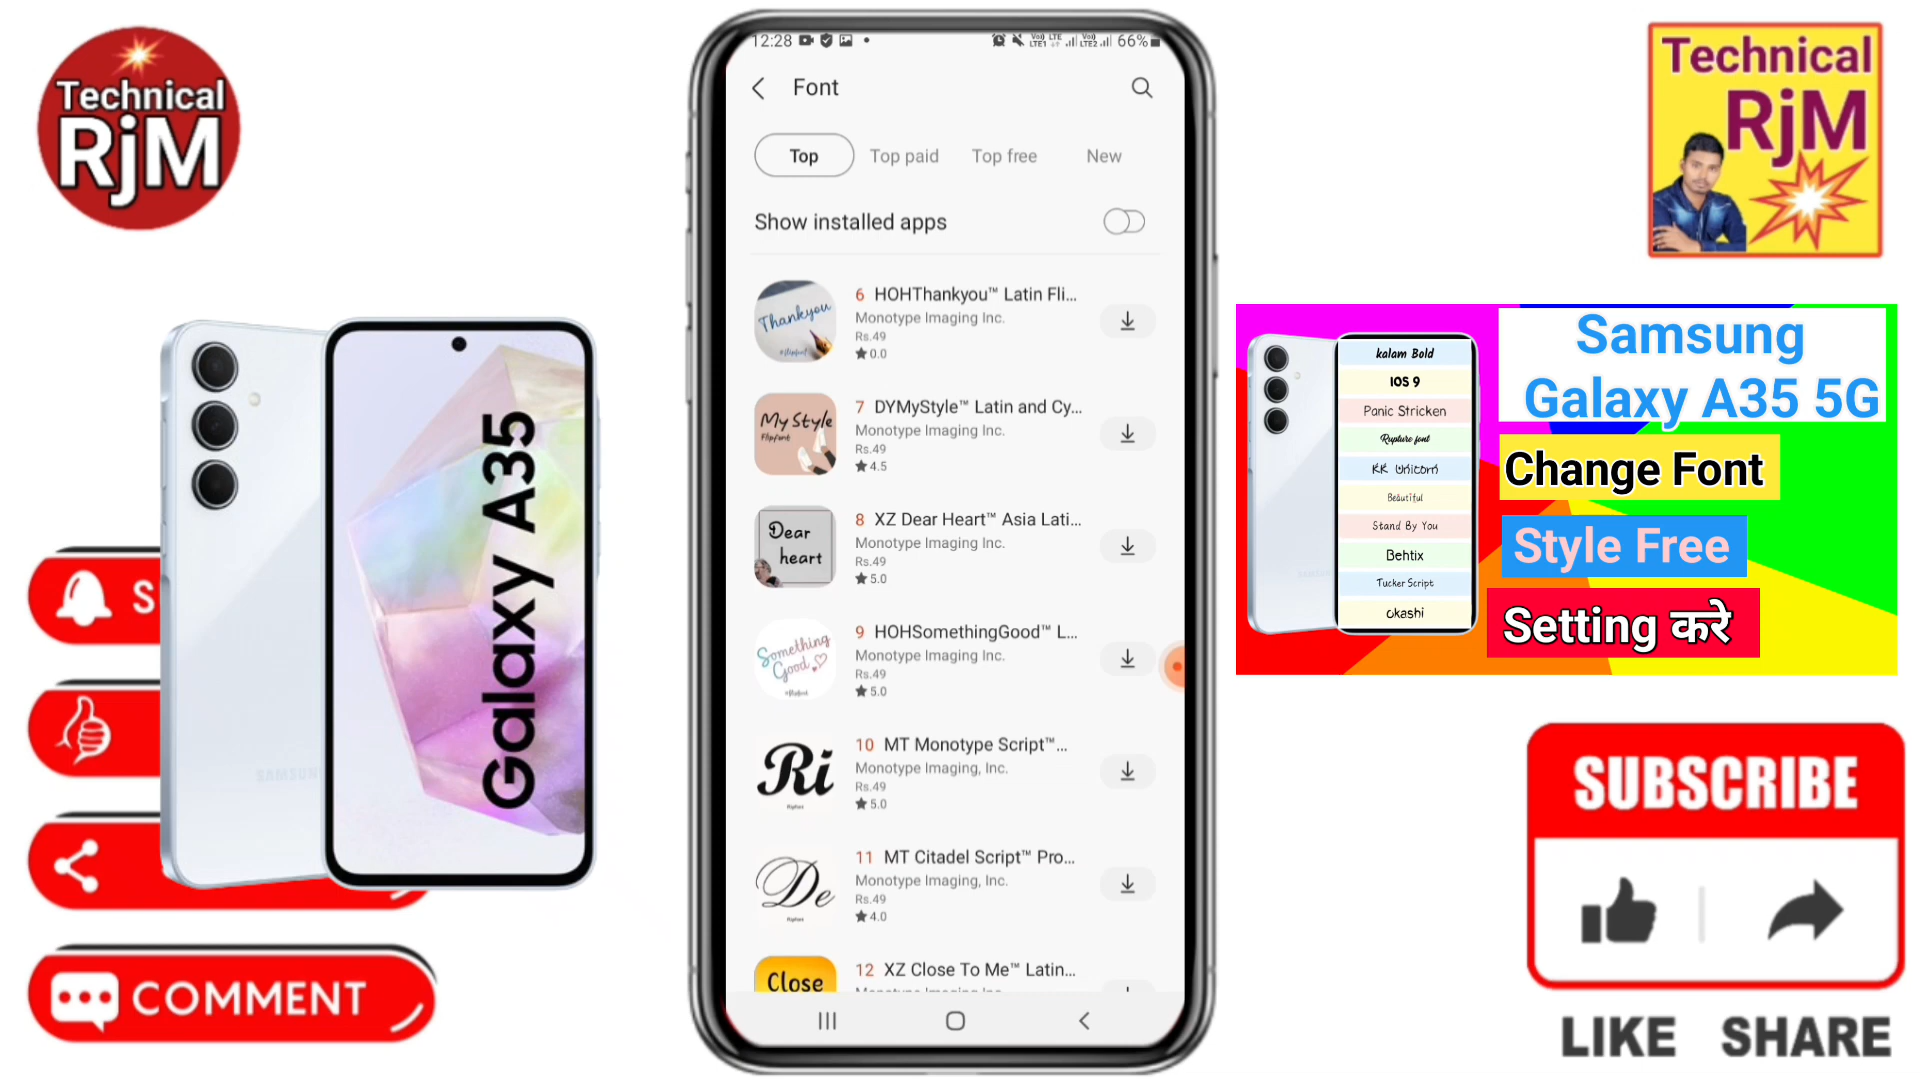 Technical
RjM
S
COMMENT
SAMSUN
Galaxy A35
12:28
Vo) LTE
LTE1
Vo)
LTE2
66%
Font
Top
Top paid
Top free
New
Show installed apps
Thankyou
6 HOHThankyou™ Latin Fli...
Monotype Imaging Inc.
Rs.49
★0.0
My Style
Flipfont
7 DYMyStyle™ Latin and Cy...
Monotype Imaging Inc.
Rs.49
★4.5
Dear
heart
8 XZ Dear Heart™ Asia Lati...
Monotype Imaging Inc.
Rs.49
★5.0
Something
Good
9 HOHSomethingGood™ L...
Monotype Imaging Inc.
Rs.49
★5.0
Ri
10 MT Monotype Script™...
Monotype Imaging, Inc.
Rs.49
★5.0
De
11 MT Citadel Script™ Pro...
Monotype Imaging, Inc.
Rs.49
★4.0
Close
12 XZ Close To Me™ Latin...
Technical
RjM
kalam Bold
IOS 9
Panic Stricken
Rupture font
KK Unicorn
Beautiful
Stand By You
Behtix
Tucker Script
Okashi
Samsung
Galaxy A35 5G
Change Font
Style Free
Setting करे
SUBSCRIBE
LIKE SHARE